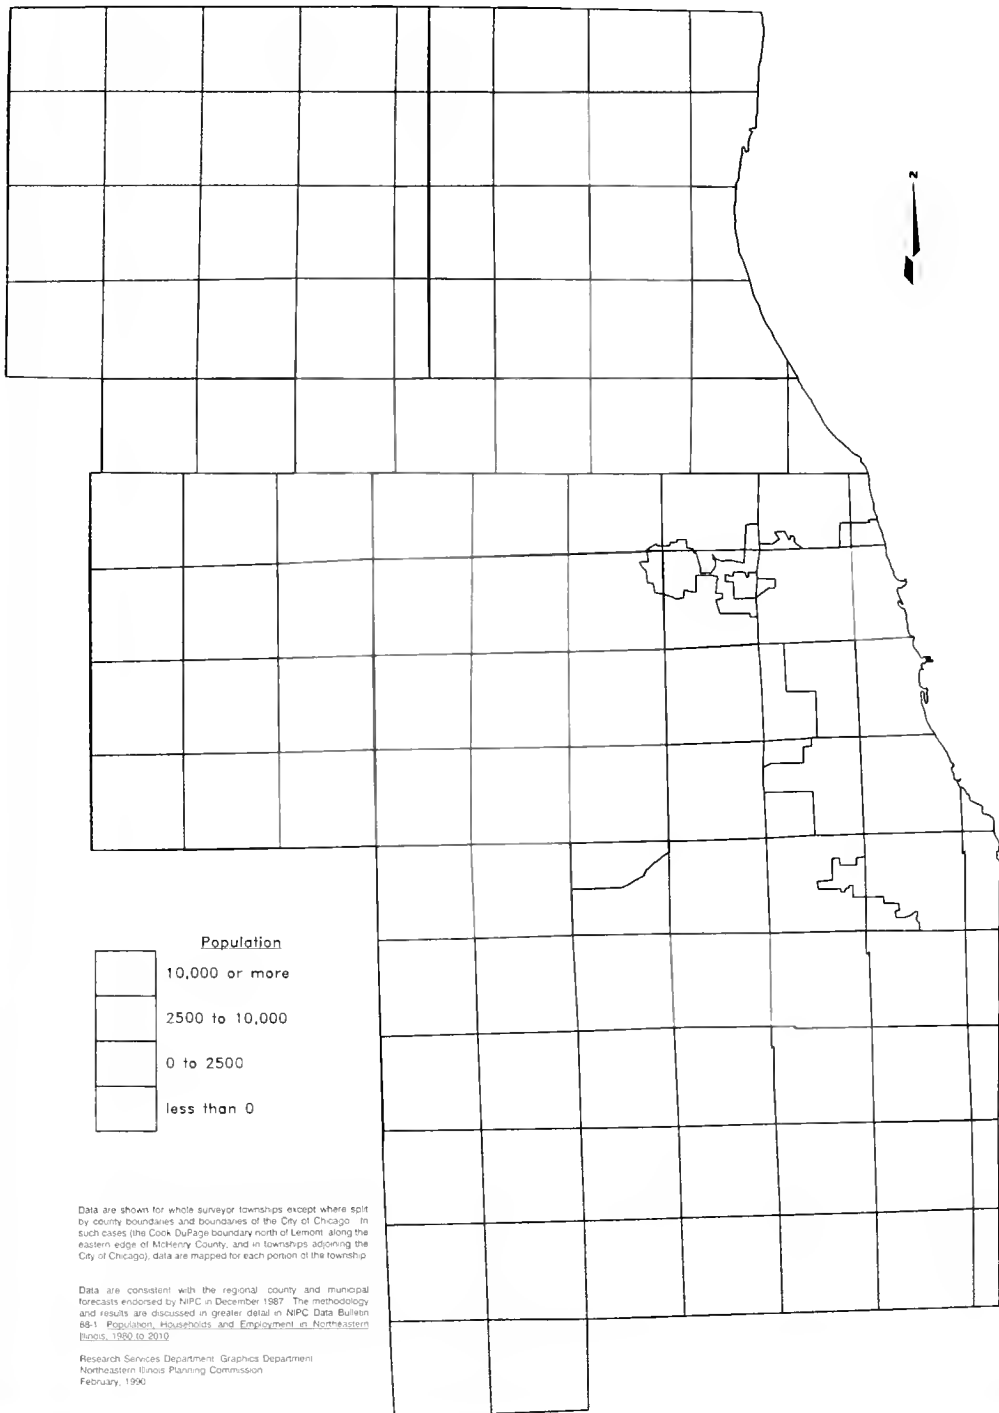 N
Population
10,000 or more
2500 to 10,000
0 to 2500
less than 0
Data are shown for whole surveyor townships except where split
by county boundaries and boundaries of the City of Chicago In
such cases (the Cook DuPage boundary north of Lemont along the
eastern edge of McHenry County, and in townships adjoining the
City of Chicago), data are mapped for each portion of the township
Data are consistent with the regional county and municipal
forecasts endorsed by NIPC in December 1987 The methodology
and results are discussed in greater detail in NIPC Data Bulletin
88-1 Population, Households and Employment in Northeastern
Illinois, 1980 to 2010
Research Services Department Graphics Department
Northeastern Illinois Planning Commission
February, 1990